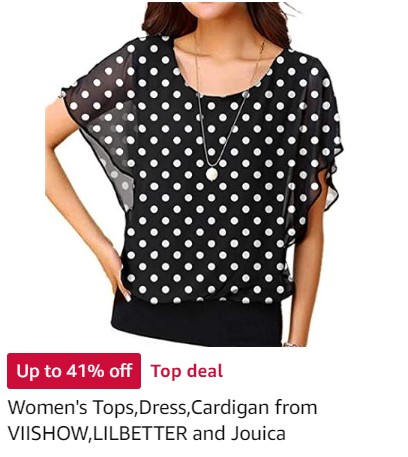 Up to 41% off Top deal
Women's Tops,Dress,Cardigan from
VIISHOW,LILBETTER and Jouica